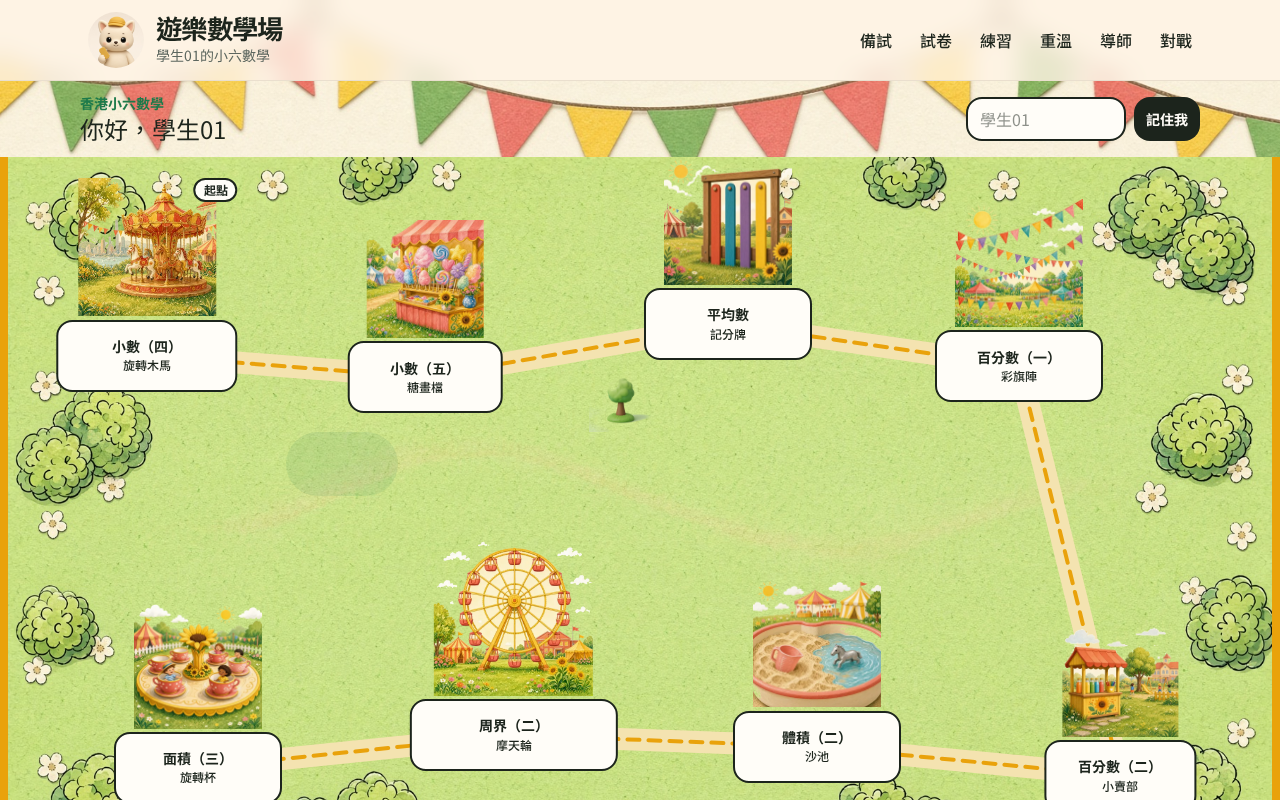 遊樂數學場
學生01的小六數學
備試
試卷
練習
重溫
導師
對戰
香港小六數學
你好，學生01
學生01
記住我
起點
小數（四）
旋轉木馬
小數（五）
糖畫檔
平均數
記分牌
百分數（一）
彩旗陣
面積（三）
旋轉杯
周界（二）
摩天輪
體積（二）
沙池
百分數（二）
小賣部